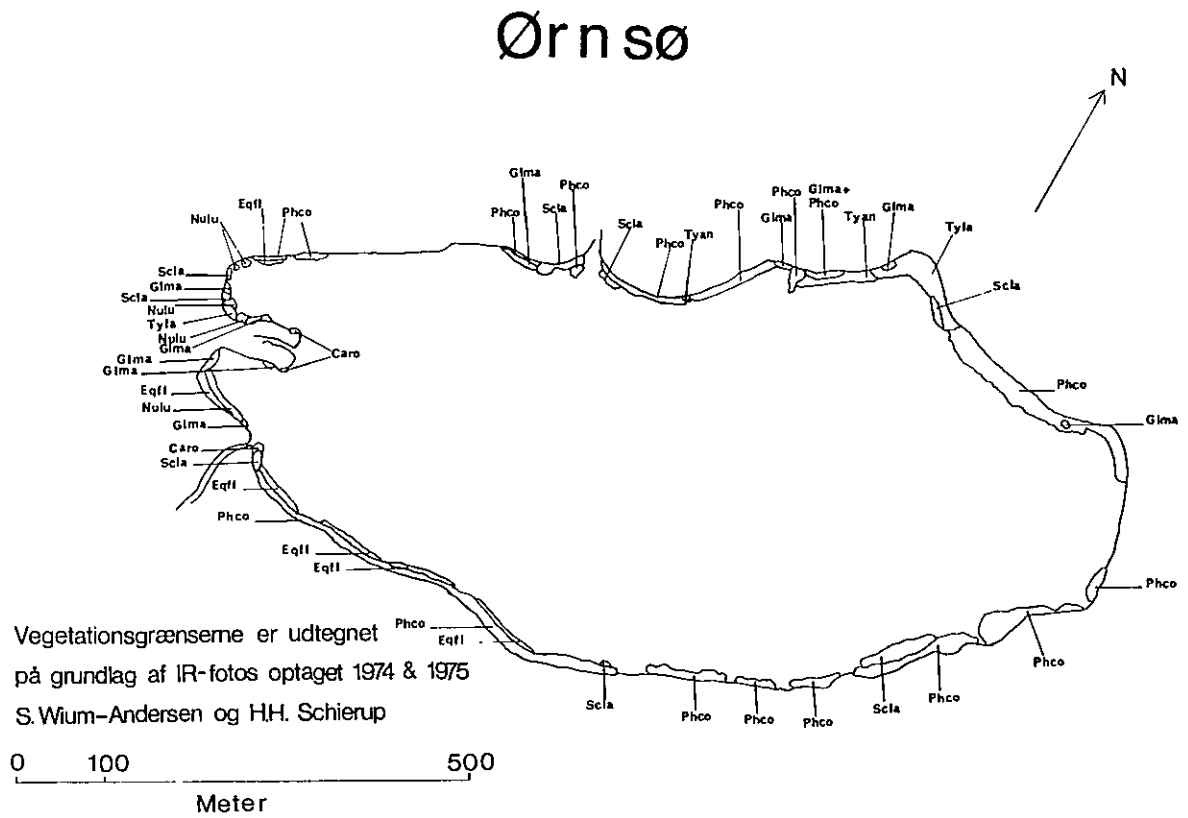 Ørnsø
N
Glma
Phco
Scla
Phco
Scla
Phco
Tyan
Phco
Glma
Phco
Glma+
Phco
Tyan
Glma
Tyla
Scla
Nulu
Eqfl
Phco
Scla
Glma
Scla
Nulu
Tyla
Nulu
Glma
Glma
Glma
Caro
Eqfl
Nulu
Glma
Caro
Scla
Eqfl
Phco
Eqfl
Eqfl
Phco
Eqfl
Phco
Glma
Phco
Phco
Scla
Phco
Phco
Phco
Scla
Phco
Vegetationsgrænserne er udtegnet
på grundlag af IR-fotos optaget 1974 & 1975
S. Wium-Andersen og H.H. Schierup
0 100 500
Meter